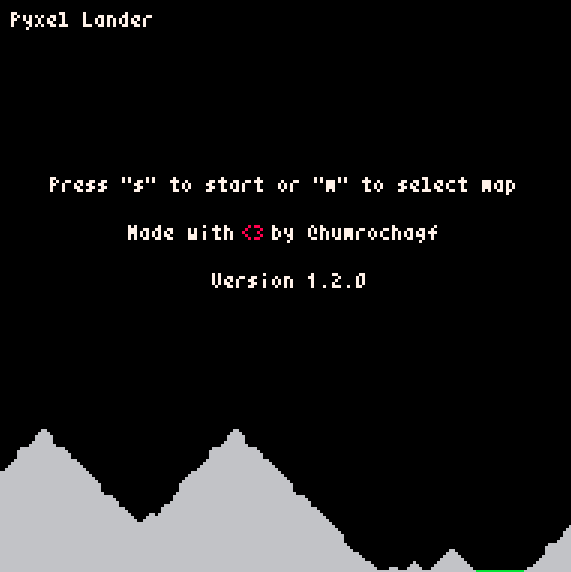 Pyxel Lander
Press "s" to start or "m" to select map
Made with <3 by Chumrochagf
Version 1.2.0